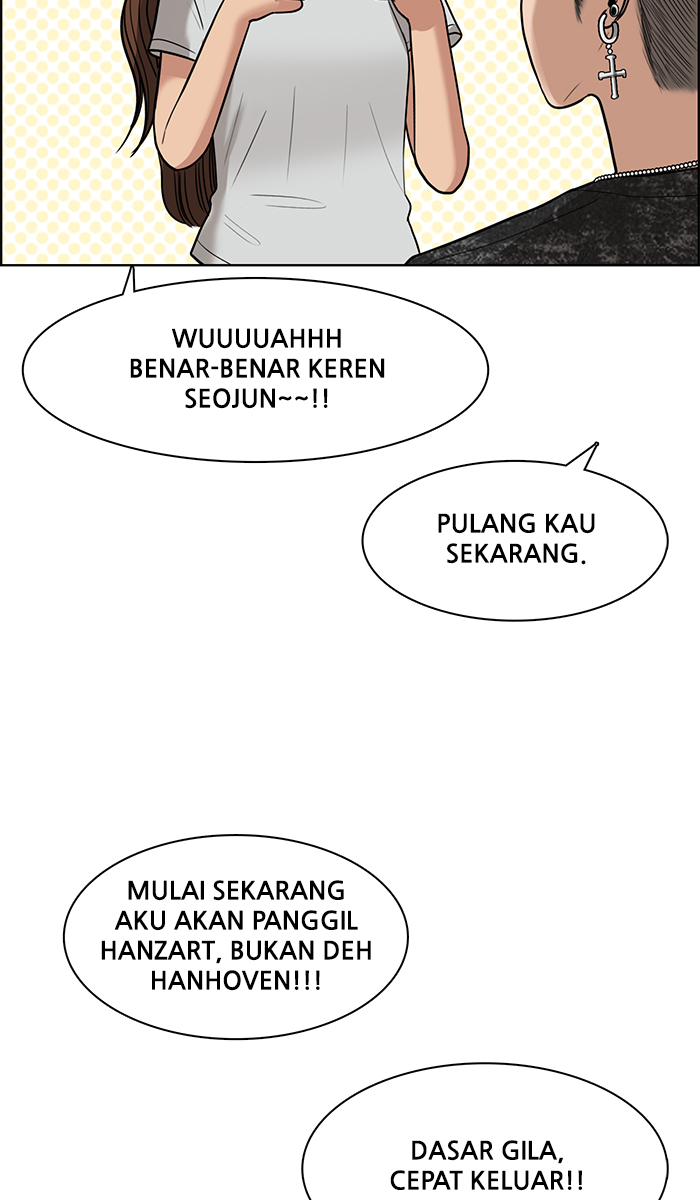 WUUUUAHHH
BENAR-BENAR KEREN
SEOJUN~~!!
PULANG KAU
SEKARANG.
MULAI SEKARANG
AKU AKAN PANGGIL
HANZART, BUKAN DEH
HANHOVEN!!!
DASAR GILA,
CEPAT KELUAR!!